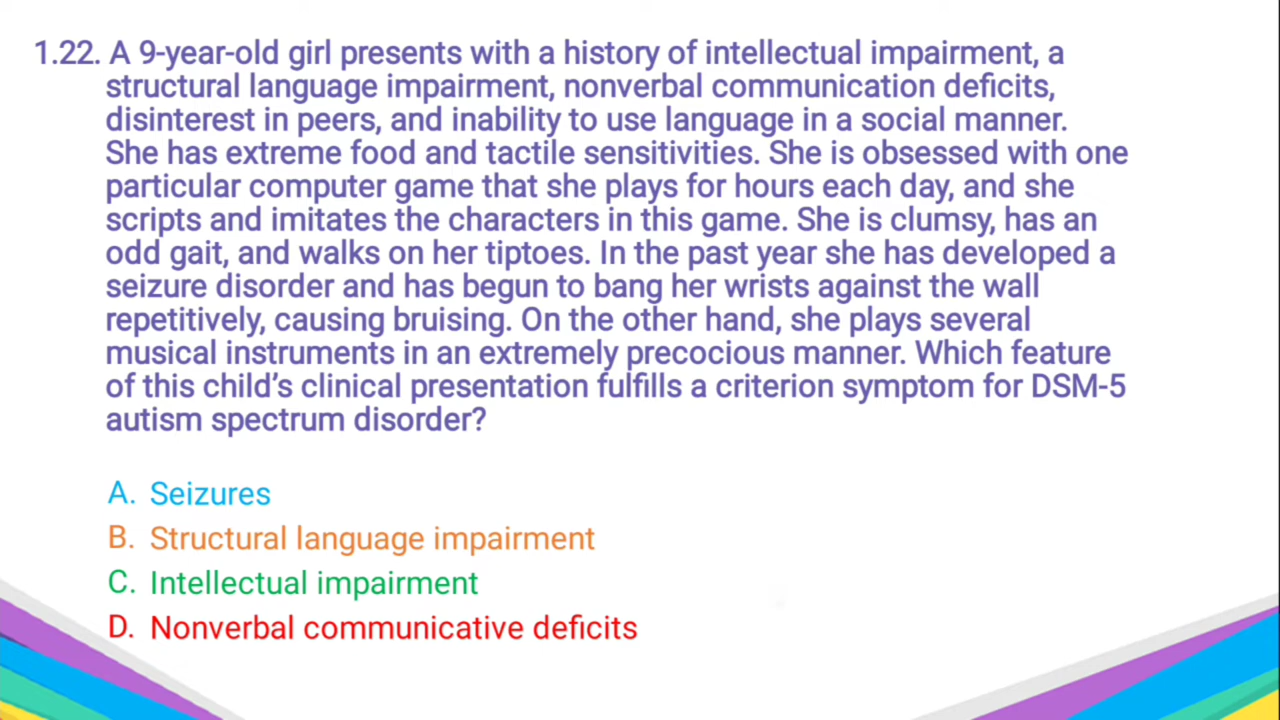 1.22. A 9-year-old girl presents with a history of intellectual impairment, a
structural language impairment, nonverbal communication deficits,
disinterest in peers, and inability to use language in a social manner.
She has extreme food and tactile sensitivities. She is obsessed with one
particular computer game that she plays for hours each day, and she
scripts and imitates the characters in this game. She is clumsy, has an
odd gait, and walks on her tiptoes. In the past year she has developed a
seizure disorder and has begun to bang her wrists against the wall
repetitively, causing bruising. On the other hand, she plays several
musical instruments in an extremely precocious manner. Which feature
of this child's clinical presentation fulfills a criterion symptom for DSM-5
autism spectrum disorder?
A. Seizures
B. Structural language impairment
C. Intellectual impairment
D. Nonverbal communicative deficits